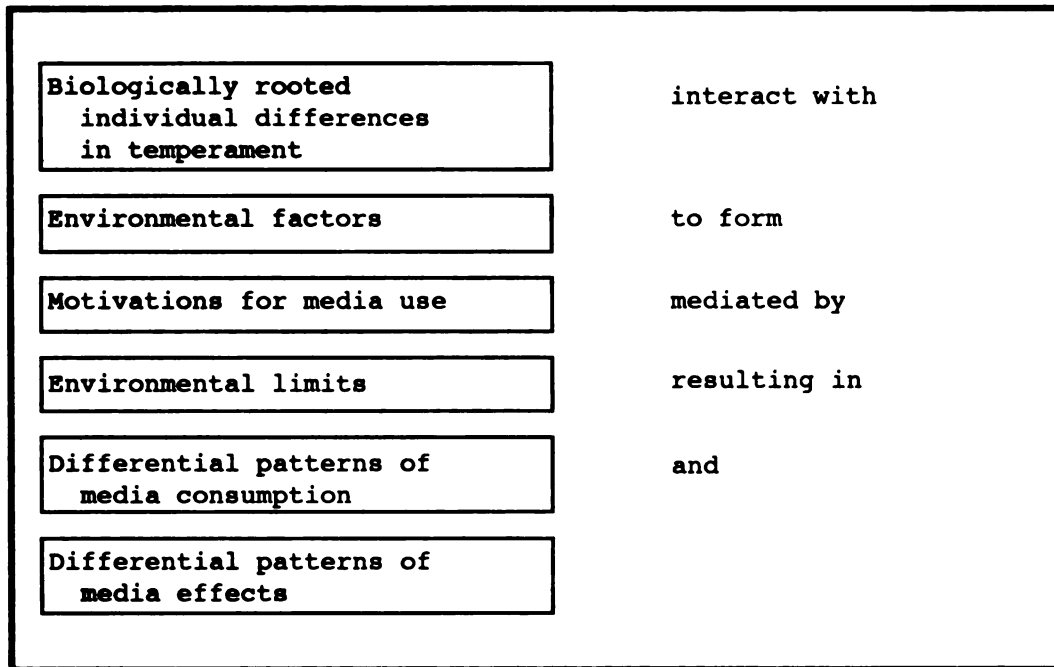 Biologically rooted
individual differences
in temperament
interact with
Environmental factors
to form
Motivations for media use
mediated by
Environmental limits
resulting in
Differential patterns of
media consumption
and
Differential patterns of
media effects